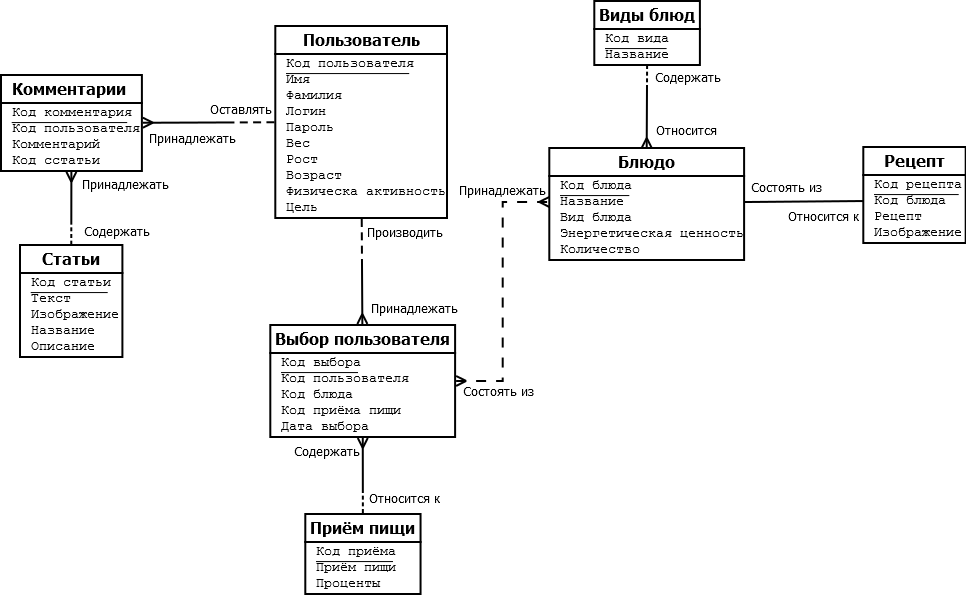 Виды блюд
Код вида
Название
Содержать
Относится
Пользователь
Код пользователя
Имя
Фамилия
Логин
Пароль
Вес
Рост
Возраст
Физическа активность
Цель
Комментарии
Код комментария
Код пользователя
Комментарий
Код сстатьи
Оставлять
Принадлежать
Принадлежать
Содержать
Статьи
Код статьи
Текст
Изображение
Название
Описание
Блюдо
Код блюда
Название
Вид блюда
Энергетическая ценность
Количество
Состоять из
Относится к
Рецепт
Код рецепта
Код блюда
Рецепт
Изображение
Принадлежать
Состоять из
Производить
Принадлежать
Выбор пользователя
Код выбора
Код пользователя
Код блюда
Код приёма пищи
Дата выбора
Содержать
Относится к
Приём пищи
Код приёма
Приём пищи
Проценты